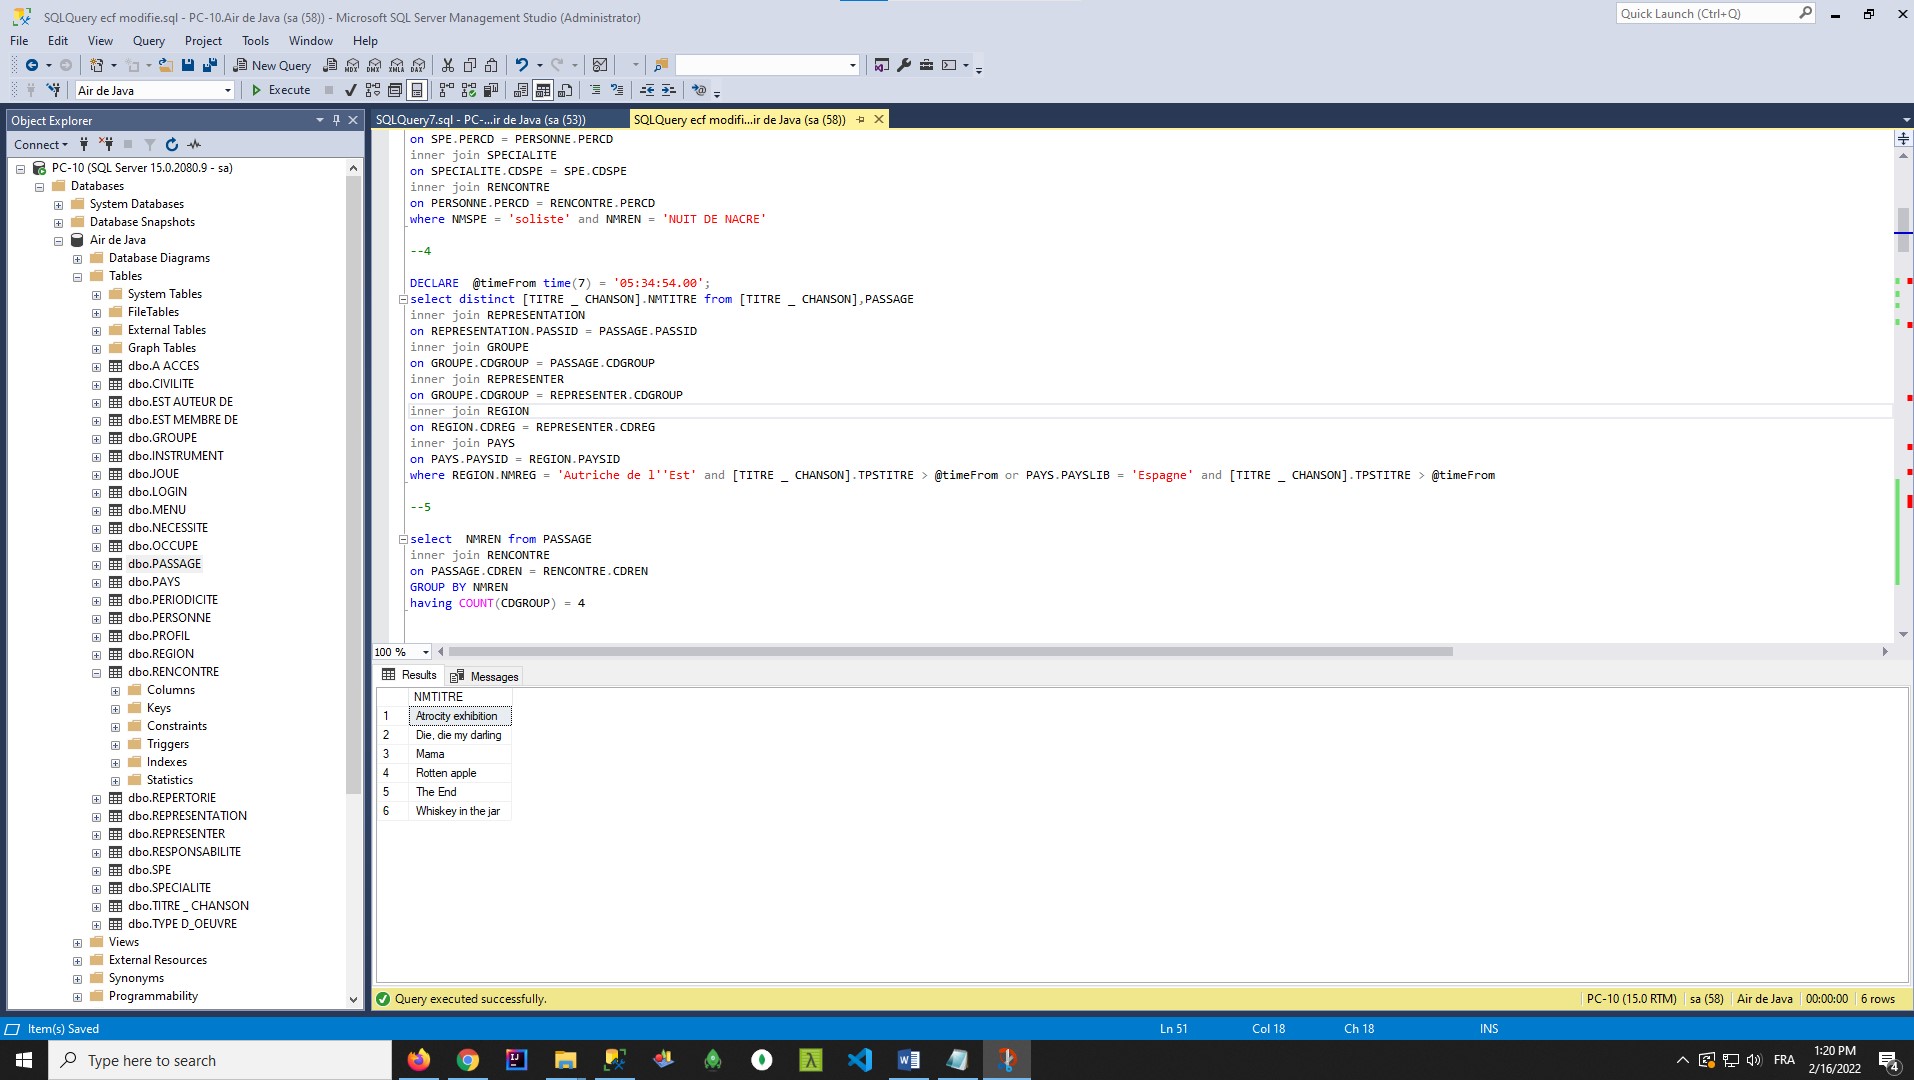 SQLQuery ecf modifie.sql - PC-10.Air de Java (sa (58)) - Microsoft SQL Server Management Studio (Administrator)
Quick Launch (Ctrl+Q)
File Edit View Query Project Tools Window Help
New Query
MDX DMX XMLA DAX
Air de Java
Execute
Object Explorer
Connect
PC-10 (SQL Server 15.0.2080.9 - sa)
Databases
System Databases
Database Snapshots
Air de Java
Database Diagrams
Tables
System Tables
FileTables
External Tables
Graph Tables
dbo.A ACCES
dbo.CIVILITE
dbo.EST AUTEUR DE
dbo.EST MEMBRE DE
dbo.GROUPE
dbo.INSTRUMENT
dbo.JOUE
dbo.LOGIN
dbo.MENU
dbo.NECESSITE
dbo.OCCUPE
dbo.PASSAGE
dbo.PAYS
dbo.PERIODICITE
dbo.PERSONNE
dbo.PROFIL
dbo.REGION
dbo.RENCONTRE
Columns
Keys
Constraints
Triggers
Indexes
Statistics
dbo.REPERTORIE
dbo.REPRESENTATION
dbo.REPRESENTER
dbo.RESPONSABILITE
dbo.SPE
dbo.SPECIALITE
dbo.TITRE _ CHANSON
dbo.TYPE D_OEUVRE
Views
External Resources
Synonyms
Programmability
SQLQuery7.sql - PC-...ir de Java (sa (53))
SQLQuery ecf modifi...ir de Java (sa (58))
on SPE.PERCD = PERSONNE.PERCD
inner join SPECIALITE
on SPECIALITE.CDSPE = SPE.CDSPE
inner join RENCONTRE
on PERSONNE.PERCD = RENCONTRE.PERCD
where NMSPE = 'soliste' and NMREN = 'NUIT DE NACRE'
--4
DECLARE  @timeFrom time(7) = '05:34:54.00';
select distinct [TITRE _ CHANSON].NMTITRE from [TITRE _ CHANSON],PASSAGE
inner join REPRESENTATION
on REPRESENTATION.PASSID = PASSAGE.PASSID
inner join GROUPE
on GROUPE.CDGROUP = PASSAGE.CDGROUP
inner join REPRESENTER
on GROUPE.CDGROUP = REPRESENTER.CDGROUP
inner join REGION
on REGION.CDREG = REPRESENTER.CDREG
inner join PAYS
on PAYS.PAYSID = REGION.PAYSID
where REGION.NMREG = 'Autriche de l''Est' and [TITRE _ CHANSON].TPSTITRE > @timeFrom or PAYS.PAYSLIB = 'Espagne' and [TITRE _ CHANSON].TPSTITRE > @timeFrom
--5
select  NMREN from PASSAGE
inner join RENCONTRE
on PASSAGE.CDREN = RENCONTRE.CDREN
GROUP BY NMREN
having COUNT(CDGROUP) = 4
100 %
Results Messages
NMTITRE
1 Atrocity exhibition
2 Die, die my darling
3 Mama
4 Rotten apple
5 The End
6 Whiskey in the jar
Query executed successfully.
PC-10 (15.0 RTM) sa (58) Air de Java 00:00:00 6 rows
Item(s) Saved
Ln 51 Col 18 Ch 18 INS
Type here to search
FRA
1:20 PM
2/16/2022
4